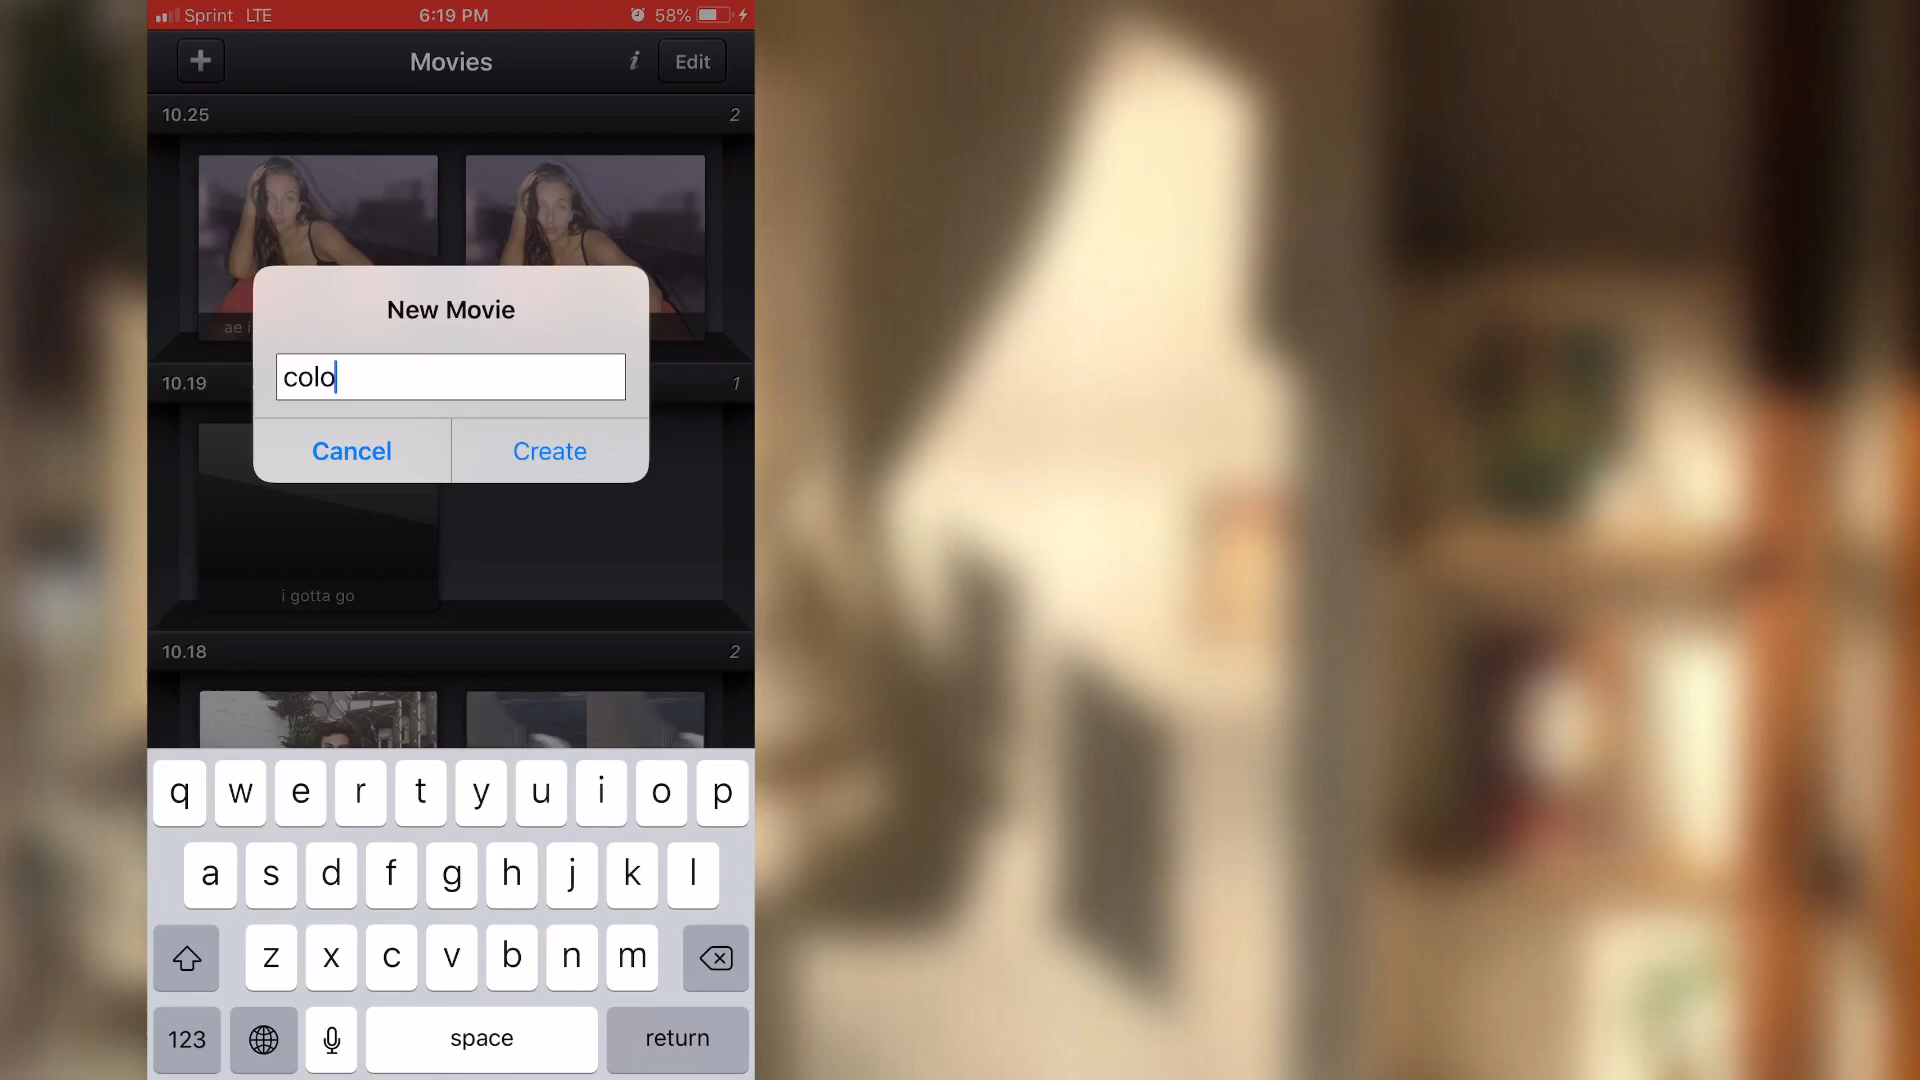 Sprint LTE 6:19 PM 58%
Movies i Edit
10.25 2
ae i
New Movie
colo
10.19 1
Cancel Create
i gotta go
10.18 2
q w e r t y u i o p
a s d f g h j k l
z x c v b n m
123 space return